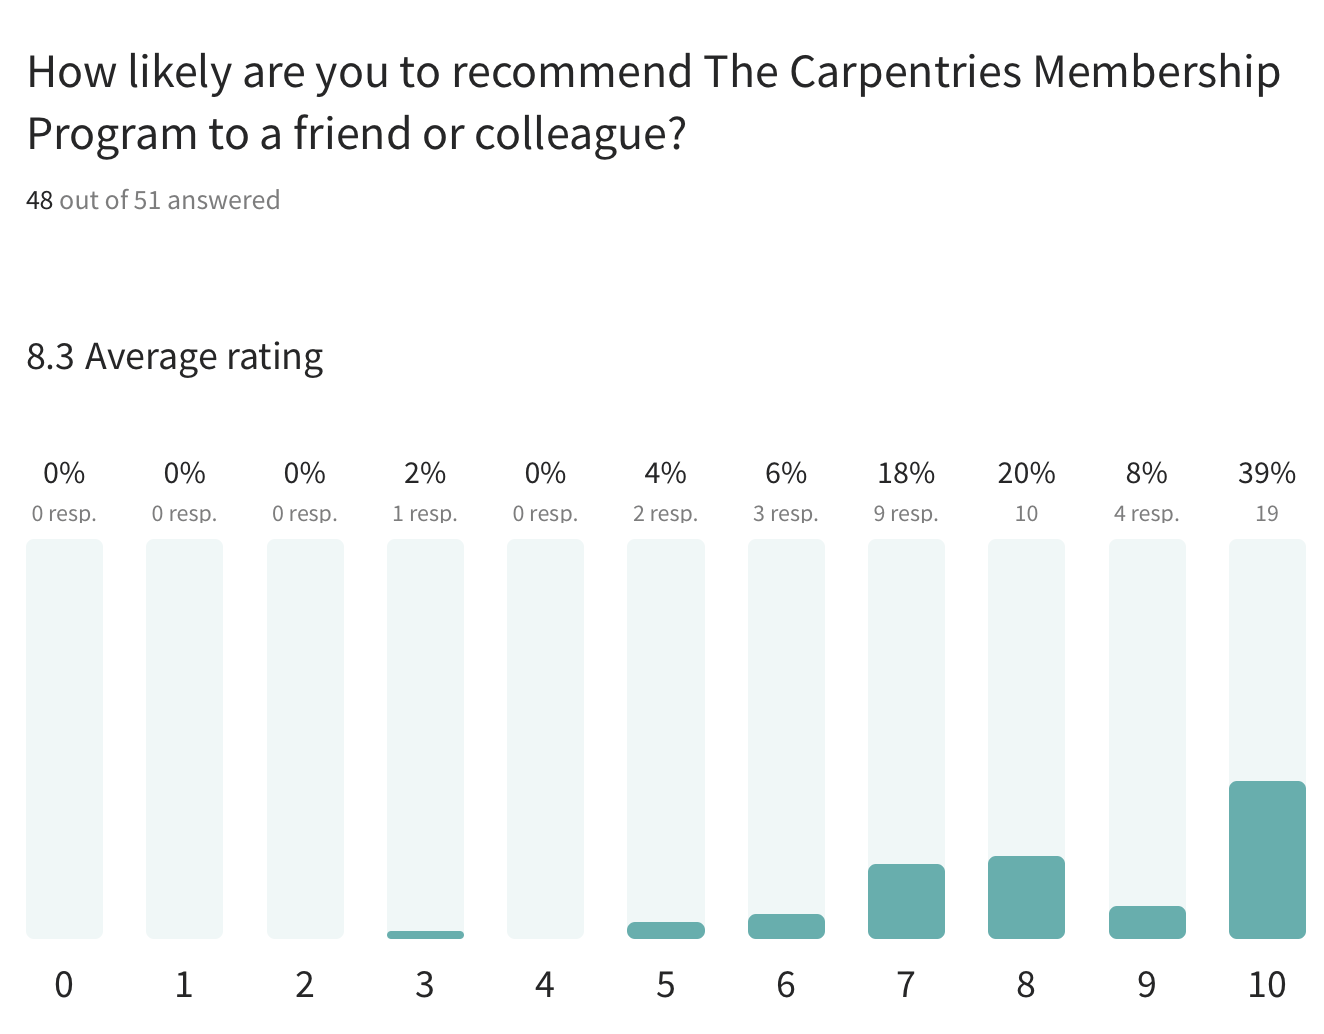 How likely are you to recommend The Carpentries Membership
Program to a friend or colleague?
48 out of 51 answered
8.3 Average rating
0% 0% 0% 2% 0% 4% 6% 18% 20% 8% 39%
0 resp. 0 resp. 0 resp. 1 resp. 0 resp. 2 resp. 3 resp. 9 resp. 10 4 resp. 19
0 1 2 3 4 5 6 7 8 9 10